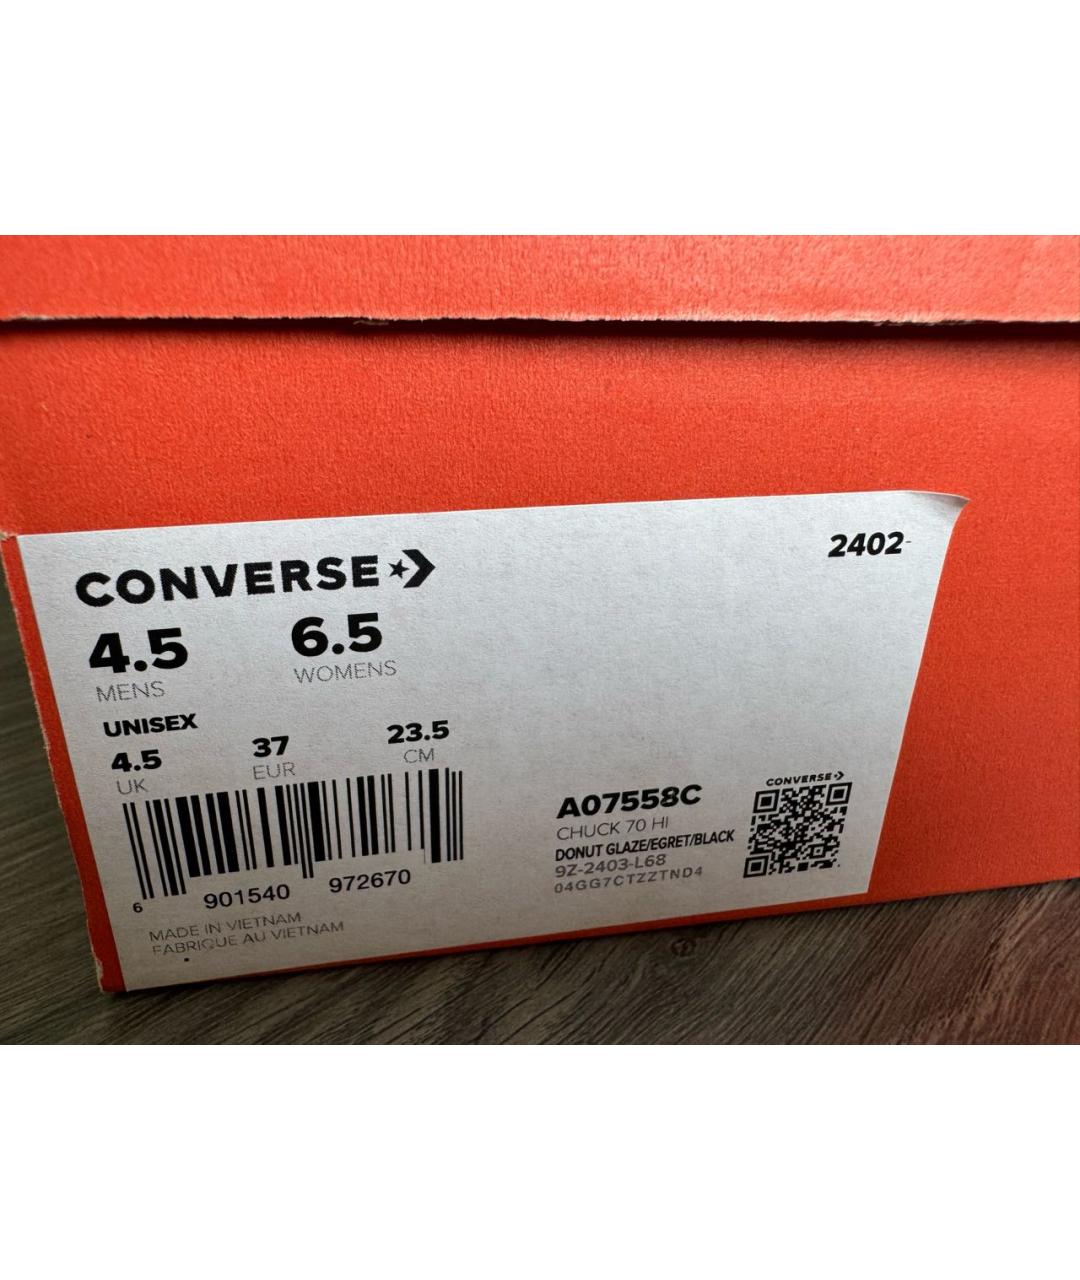 CONVERSE
2402-
4.5 6.5
MENS WOMENS
UNISEX
4.5 37 23.5
UK EUR CM
6 901540 972670
MADE IN VIETNAM
FABRIQUE AU VIETNAM
A07558C
CHUCK 70 HI
DONUT GLAZE/EGRET/BLACK
9Z-2403-L68
04GG7CTZZTND4
CONVERSE